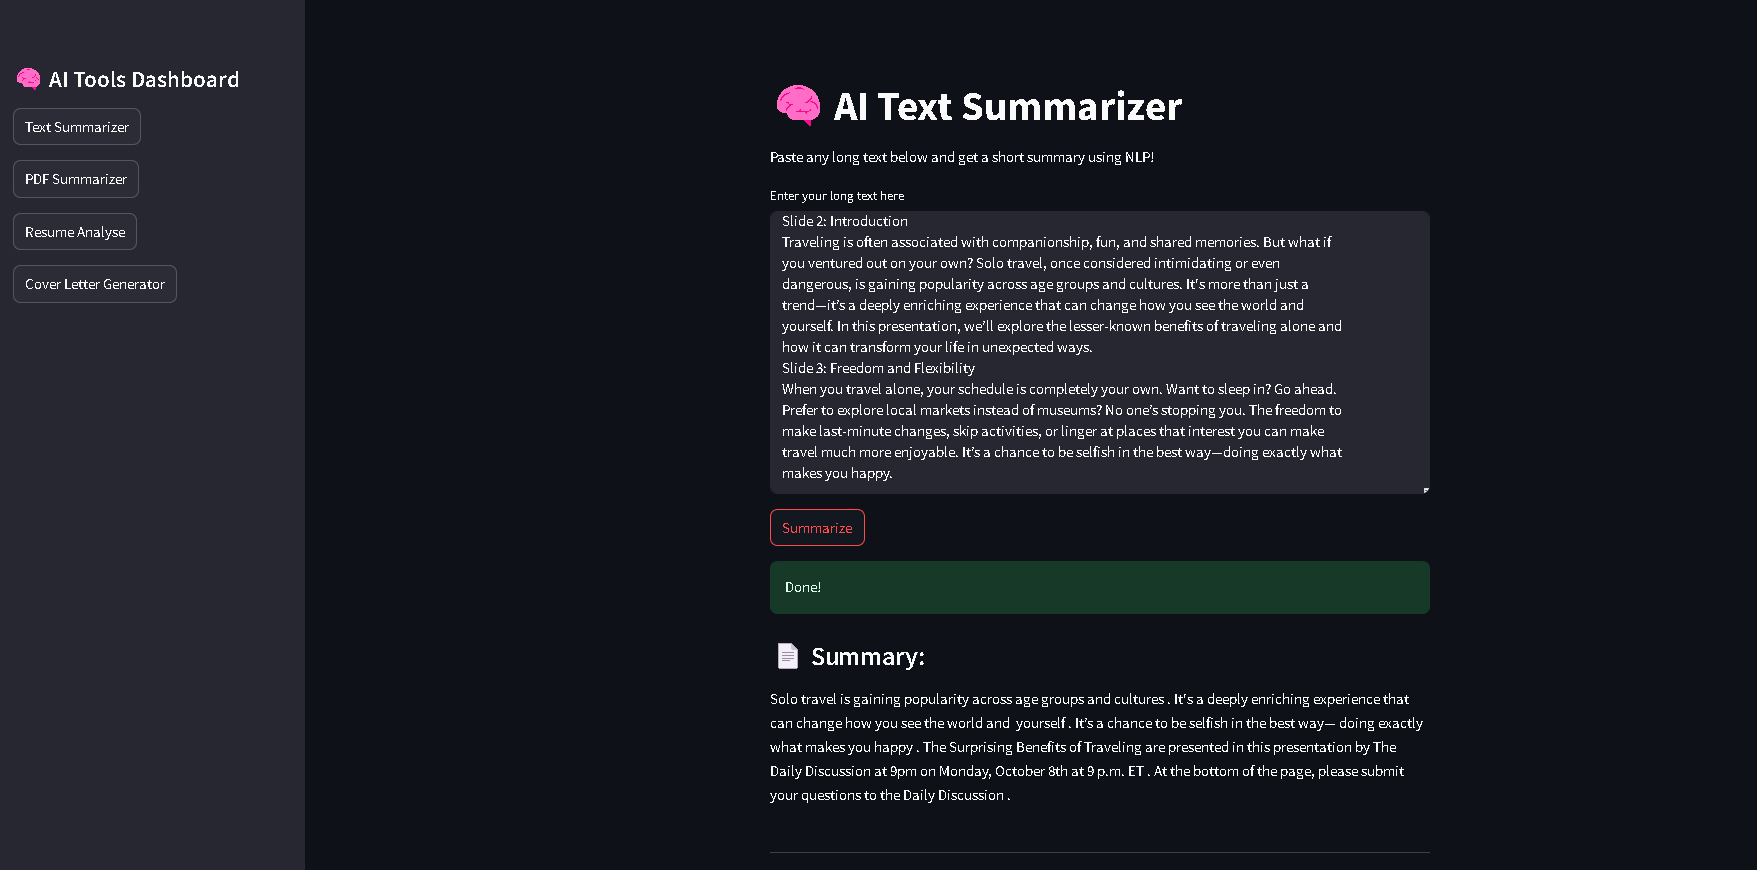 AI Tools Dashboard
Text Summarizer
PDF Summarizer
Resume Analyse
Cover Letter Generator
AI Text Summarizer
Paste any long text below and get a short summary using NLP!
Enter your long text here
Slide 2: Introduction
Traveling is often associated with companionship, fun, and shared memories. But what if
you ventured out on your own? Solo travel, once considered intimidating or even
dangerous, is gaining popularity across age groups and cultures. It's more than just a
trend—it’s a deeply enriching experience that can change how you see the world and
yourself. In this presentation, we’ll explore the lesser-known benefits of traveling alone and
how it can transform your life in unexpected ways.
Slide 3: Freedom and Flexibility
When you travel alone, your schedule is completely your own. Want to sleep in? Go ahead.
Prefer to explore local markets instead of museums? No one’s stopping you. The freedom to
make last-minute changes, skip activities, or linger at places that interest you can make
travel much more enjoyable. It’s a chance to be selfish in the best way—doing exactly what
makes you happy.
Summarize
Done!
Summary:
Solo travel is gaining popularity across age groups and cultures . It's a deeply enriching experience that
can change how you see the world and yourself . It’s a chance to be selfish in the best way— doing exactly
what makes you happy . The Surprising Benefits of Traveling are presented in this presentation by The
Daily Discussion at 9pm on Monday, October 8th at 9 p.m. ET . At the bottom of the page, please submit
your questions to the Daily Discussion .